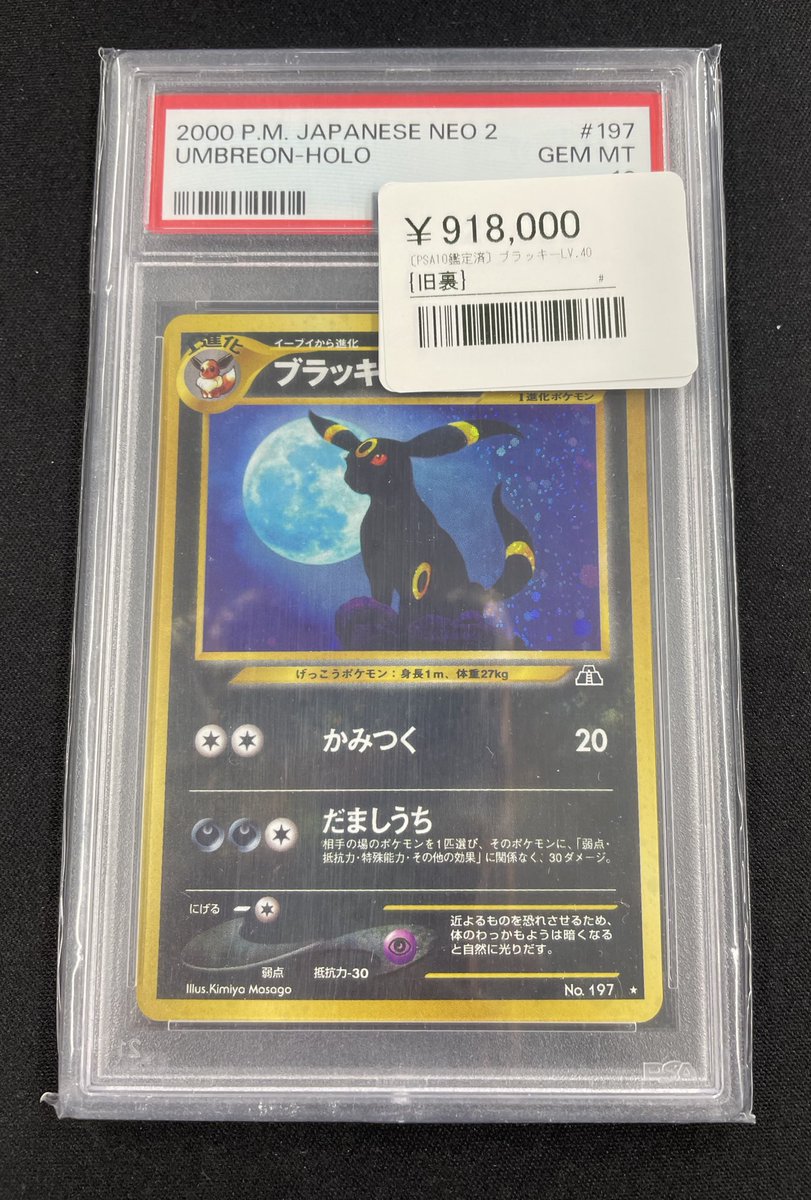 2000 P.M. JAPANESE NEO 2 #197
UMBREON-HOLO GEM MT
¥ 918,000
〔PSA10鑑定済〕ブラッキーLV.40
{旧裏} #
1進化
イーブイから進化
ブラッキ
1進化ポケモン
げっこうポケモン：身長1m、体重27kg
かみつく 20
だましうち
相手の場のポケモンを1匹選び、そのポケモンに、「弱点・
抵抗力・特殊能力・その他の効果」に関係なく、30ダメージ。
にげる
近よるものを恐れさせるため、
体のわっかもようは暗くなる
と自然に光りだす。
弱点 抵抗力-30
Illus.Kimiya Masago No. 197 ★
PSA